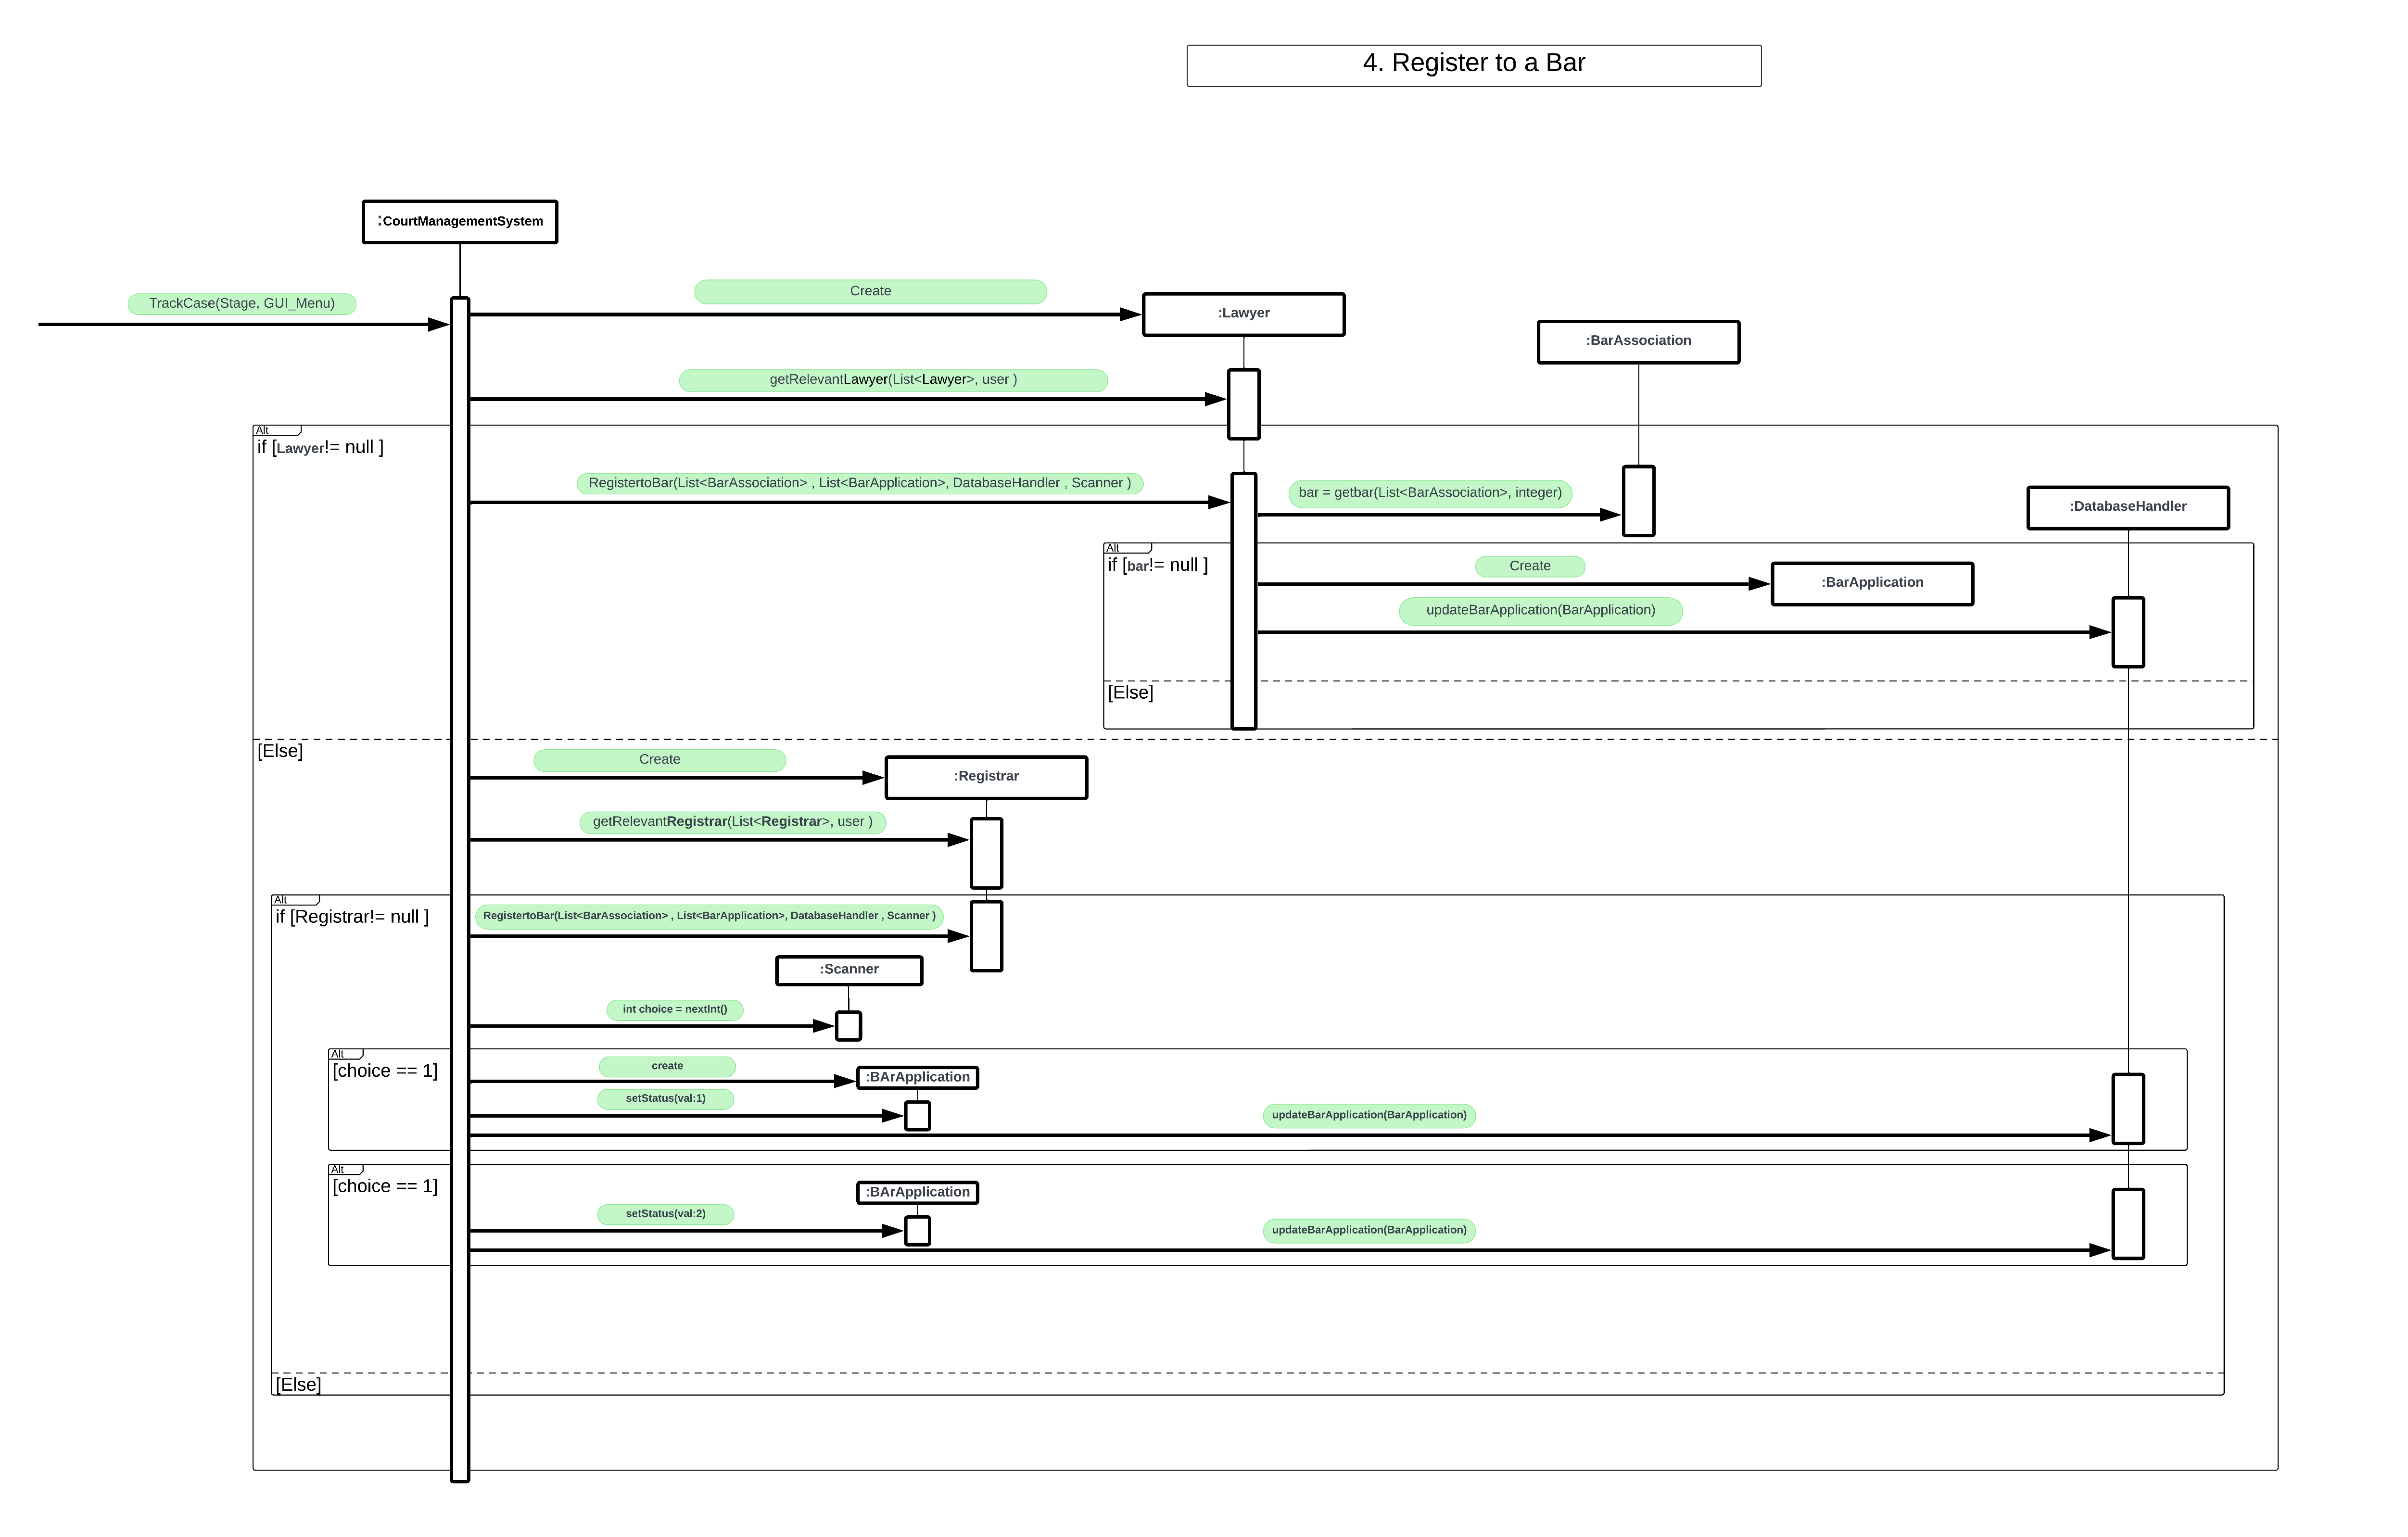 4. Register to a Bar
:CourtManagementSystem
TrackCase(Stage, GUI_Menu)
Create
:Lawyer
:BarAssociation
getRelevantLawyer(List<Lawyer>, user )
Alt
if [Lawyer!= null ]
RegistertoBar(List<BarAssociation> , List<BarApplication>, DatabaseHandler , Scanner )
bar = getbar(List<BarAssociation>, integer)
:DatabaseHandler
Alt
if [bar!= null ]
Create
:BarApplication
updateBarApplication(BarApplication)
[Else]
[Else]
Create
:Registrar
getRelevantRegistrar(List<Registrar>, user )
Alt
if [Registrar!= null ]
RegistertoBar(List<BarAssociation> , List<BarApplication>, DatabaseHandler , Scanner )
:Scanner
int choice = nextInt()
Alt
[choice == 1]
create
:BArApplication
setStatus(val:1)
updateBarApplication(BarApplication)
Alt
[choice == 1]
:BArApplication
setStatus(val:2)
updateBarApplication(BarApplication)
[Else]